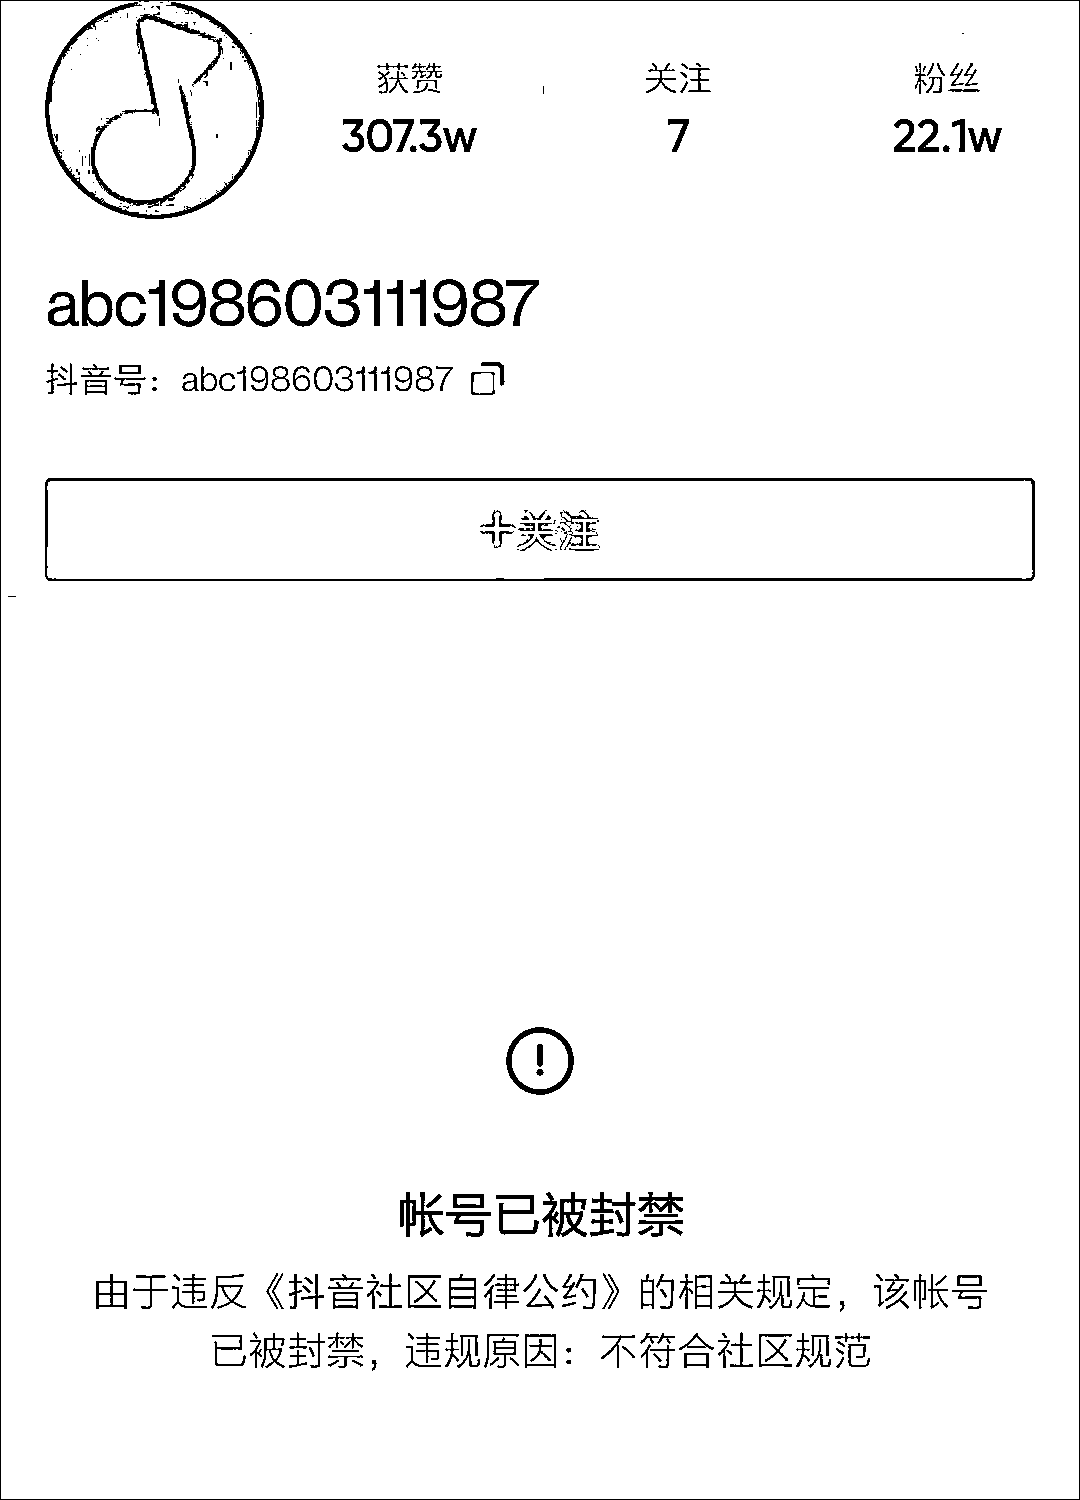 获赞 关注 粉丝
307.3w 7 22.1w
abc198603111987
抖音号：abc198603111987
+关注
帐号已被封禁
由于违反《抖音社区自律公约》的相关规定，该帐号
已被封禁，违规原因：不符合社区规范